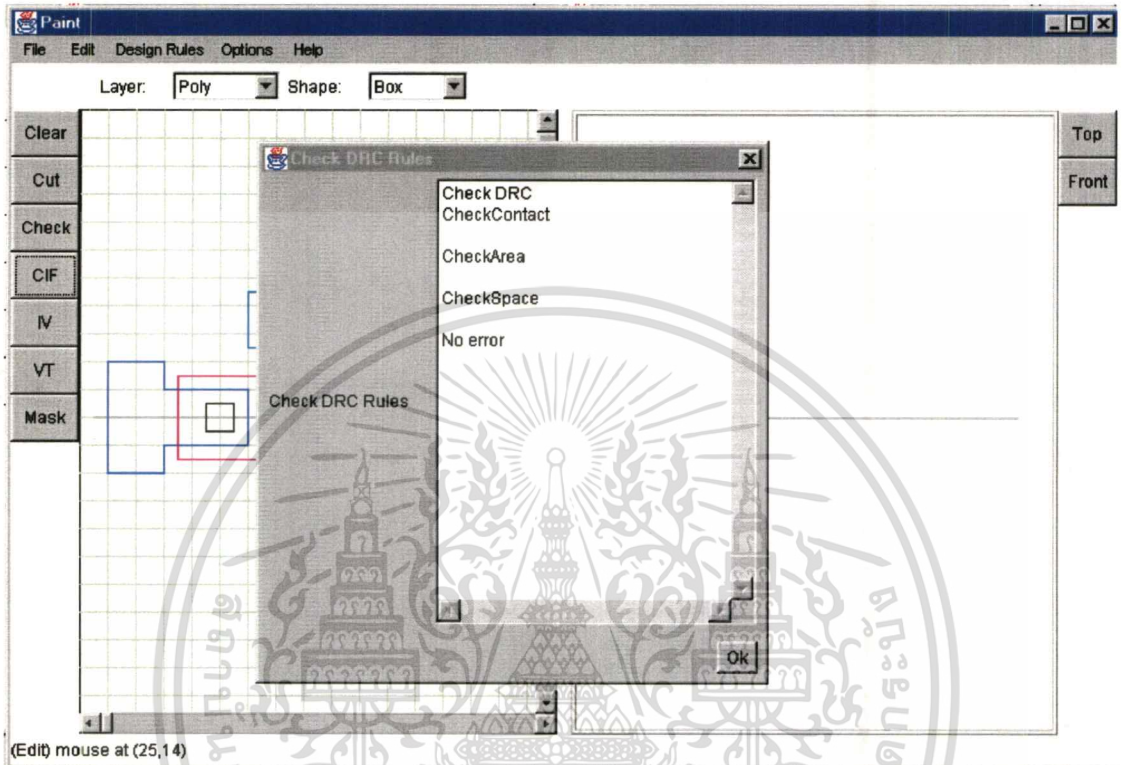 Paint
File Edit Design Rules Options Help
Layer: Poly Shape: Box
Clear
Cut
Check
CIF
IV
VT
Mask
Top
Front
Check DRC Rules
Check DRC
CheckContact
CheckArea
CheckSpace
No error
Check DRC Rules
Ok
(Edit) mouse at (25,14)